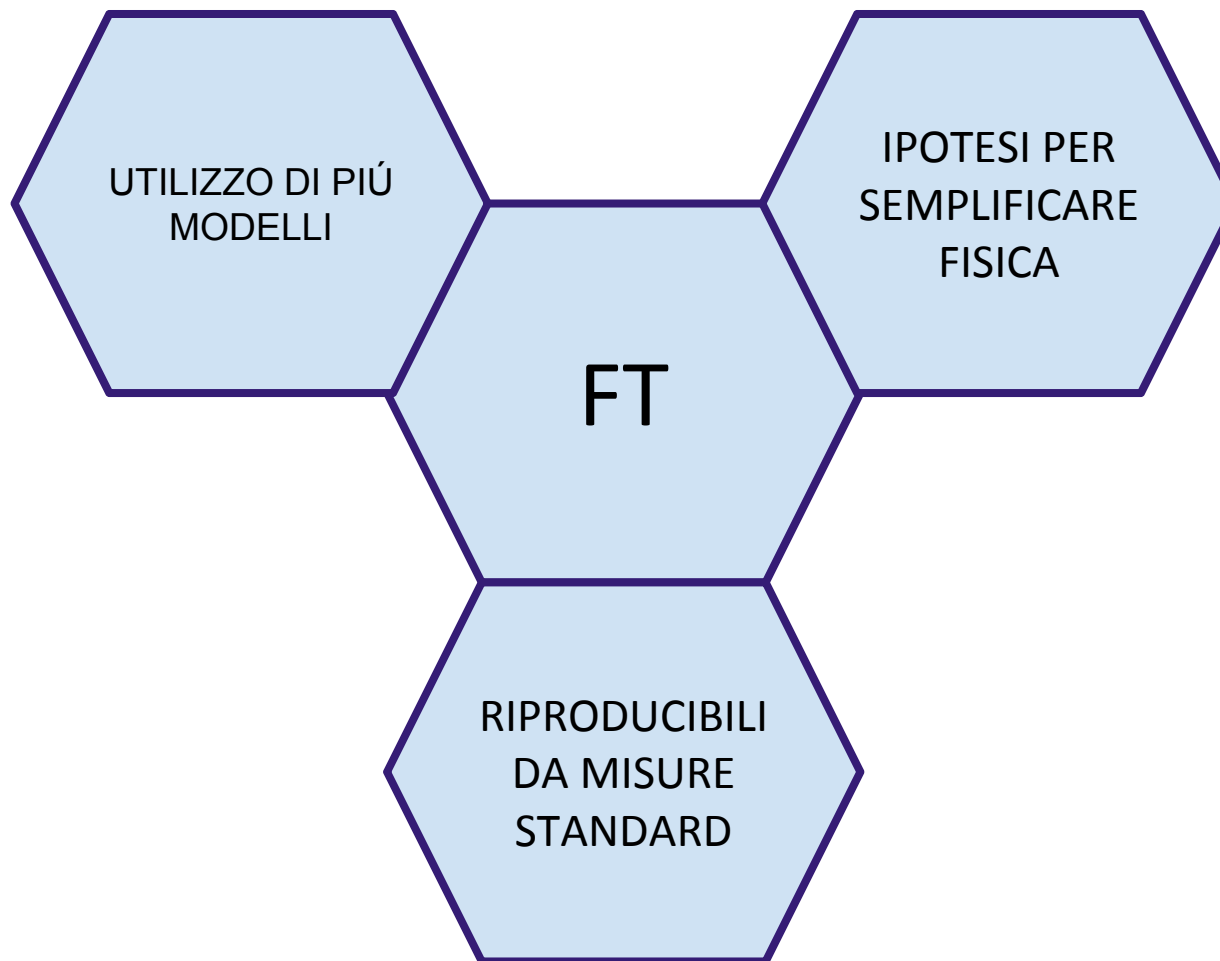 UTILIZZO DI PIÚ
MODELLI
IPOTESI PER
SEMPLIFICARE
FISICA
FT
RIPRODUCIBILI
DA MISURE
STANDARD